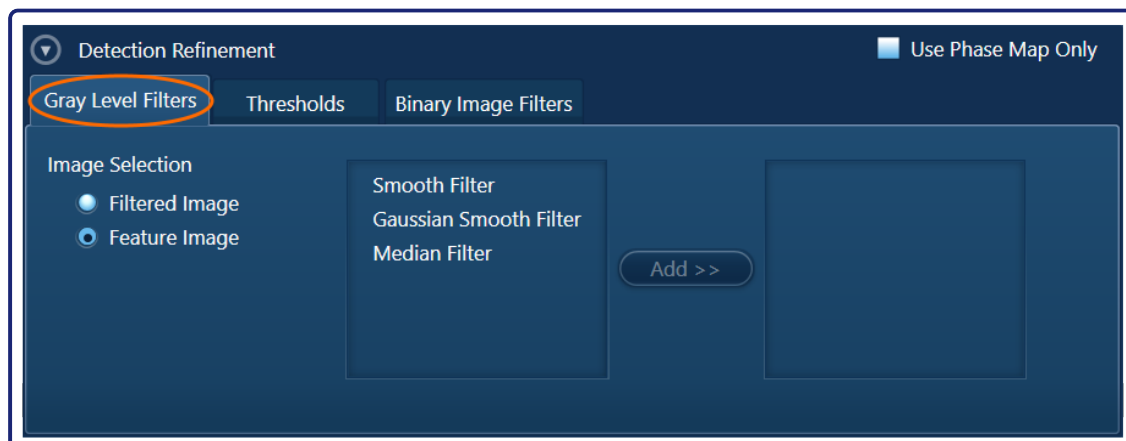 Detection Refinement
Use Phase Map Only
Gray Level Filters
Thresholds
Binary Image Filters
Image Selection
Filtered Image
Feature Image
Smooth Filter
Gaussian Smooth Filter
Median Filter
Add >>